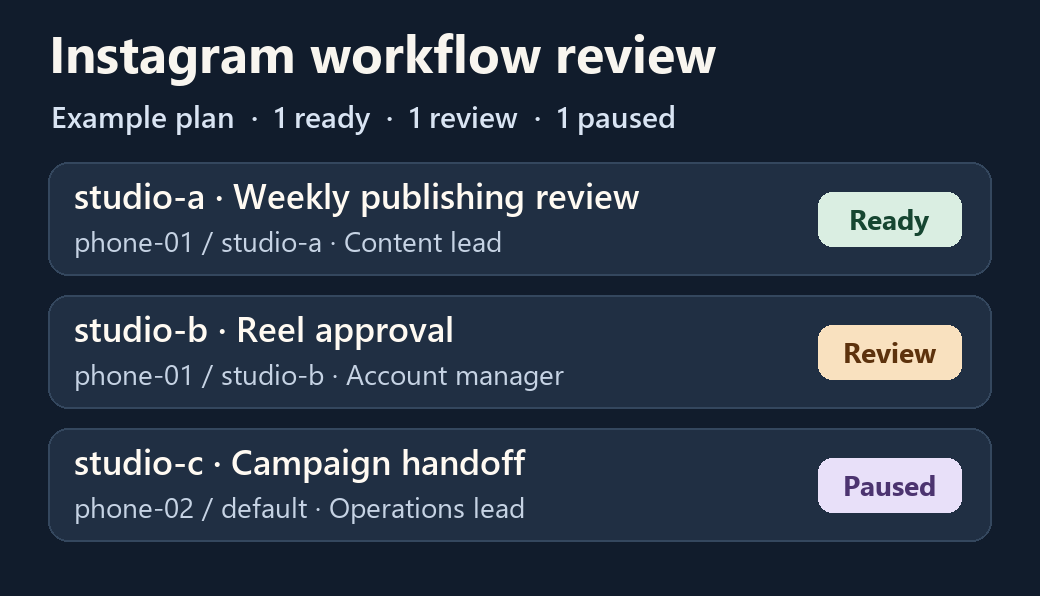 Instagram workflow review
Example plan · 1 ready · 1 review · 1 paused
studio-a · Weekly publishing review
phone-01 / studio-a · Content lead
Ready
studio-b · Reel approval
phone-01 / studio-b · Account manager
Review
studio-c · Campaign handoff
phone-02 / default · Operations lead
Paused